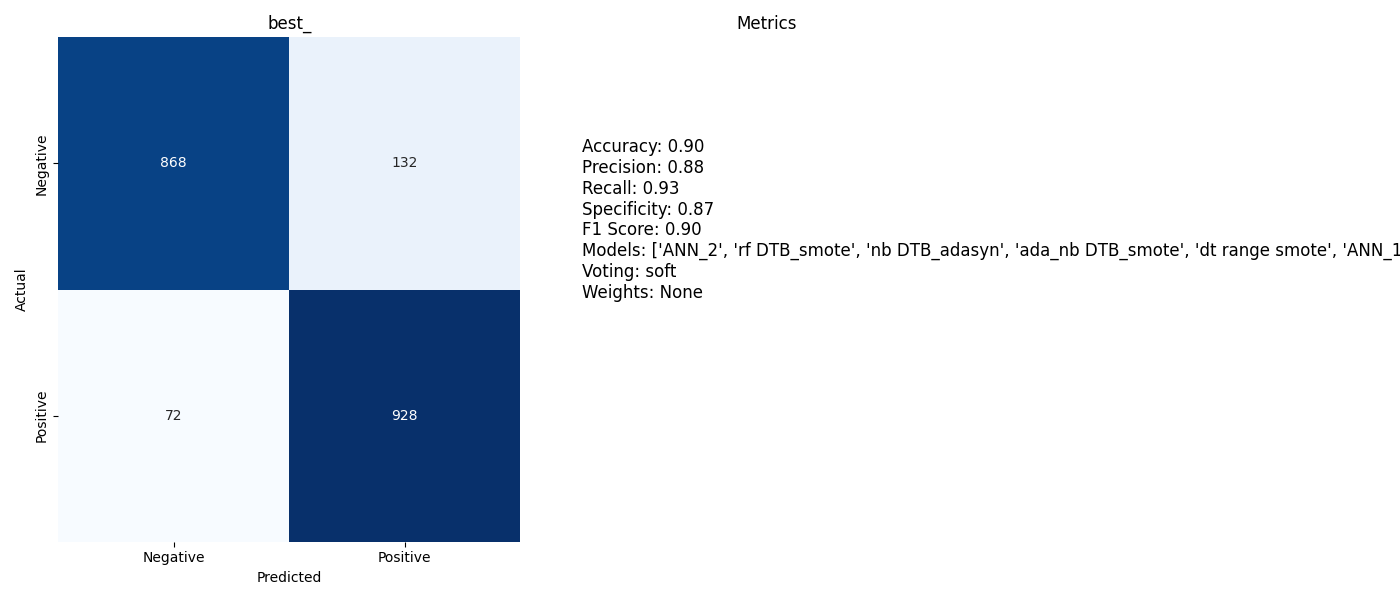 best_
Metrics
Negative
868
132
Actual
Positive
72
928
Negative
Positive
Predicted
Accuracy: 0.90
Precision: 0.88
Recall: 0.93
Specificity: 0.87
F1 Score: 0.90
Models: ['ANN_2', 'rf DTB_smote', 'nb DTB_adasyn', 'ada_nb DTB_smote', 'dt range smote', 'ANN_1
Voting: soft
Weights: None